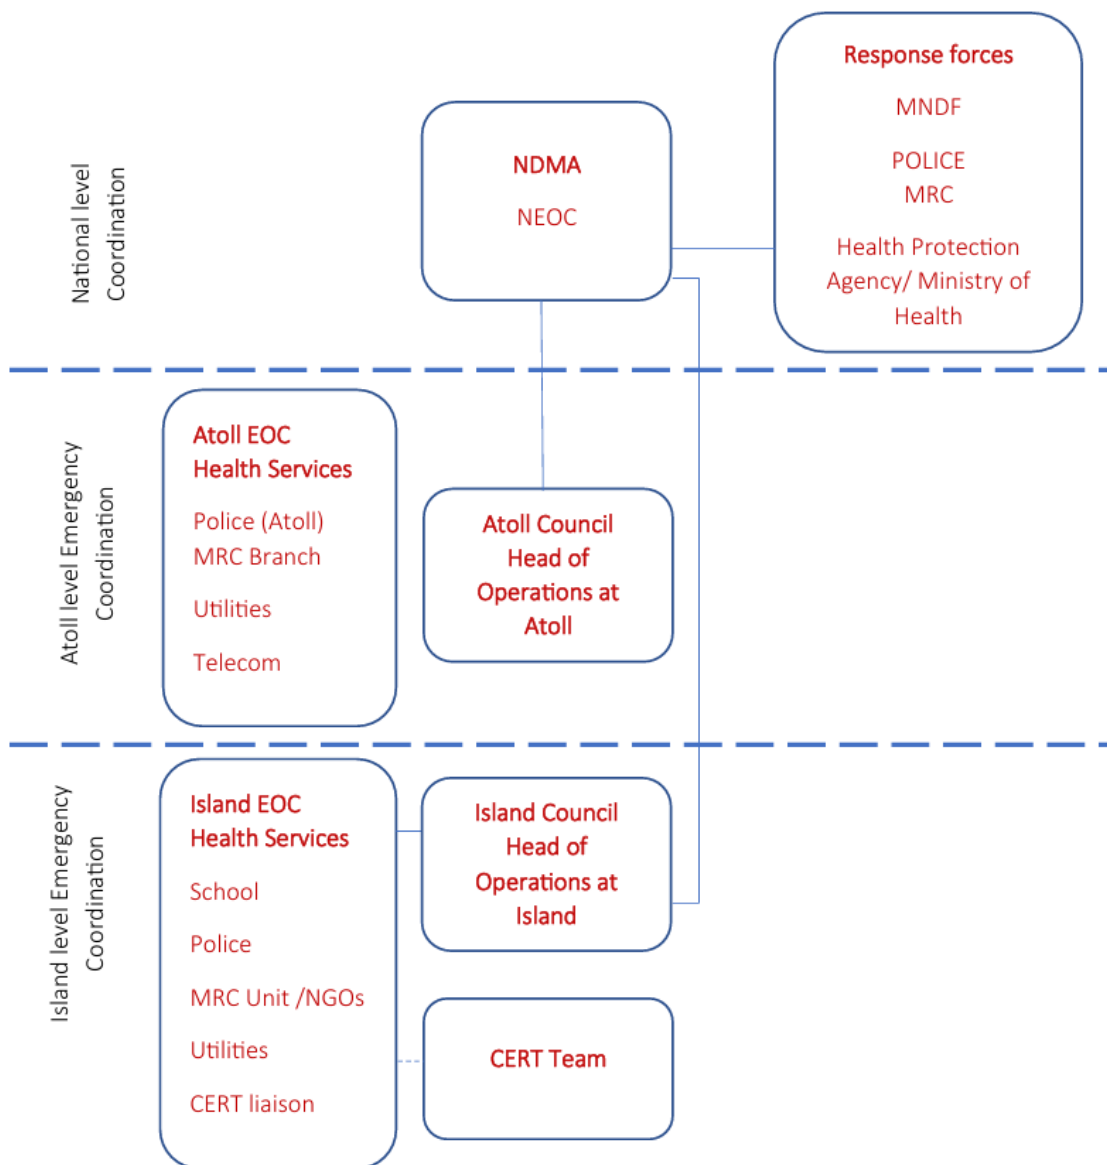 National level
Coordination
NDMA
NEOC
Response forces
MNDF
POLICE
MRC
Health Protection
Agency/ Ministry of
Health
Atoll level Emergency
Coordination
Atoll EOC
Health Services
Police (Atoll)
MRC Branch
Utilities
Telecom
Atoll Council
Head of
Operations at
Atoll
Island level Emergency
Coordination
Island EOC
Health Services
School
Police
MRC Unit /NGOs
Utilities
CERT liaison
Island Council
Head of
Operations at
Island
CERT Team